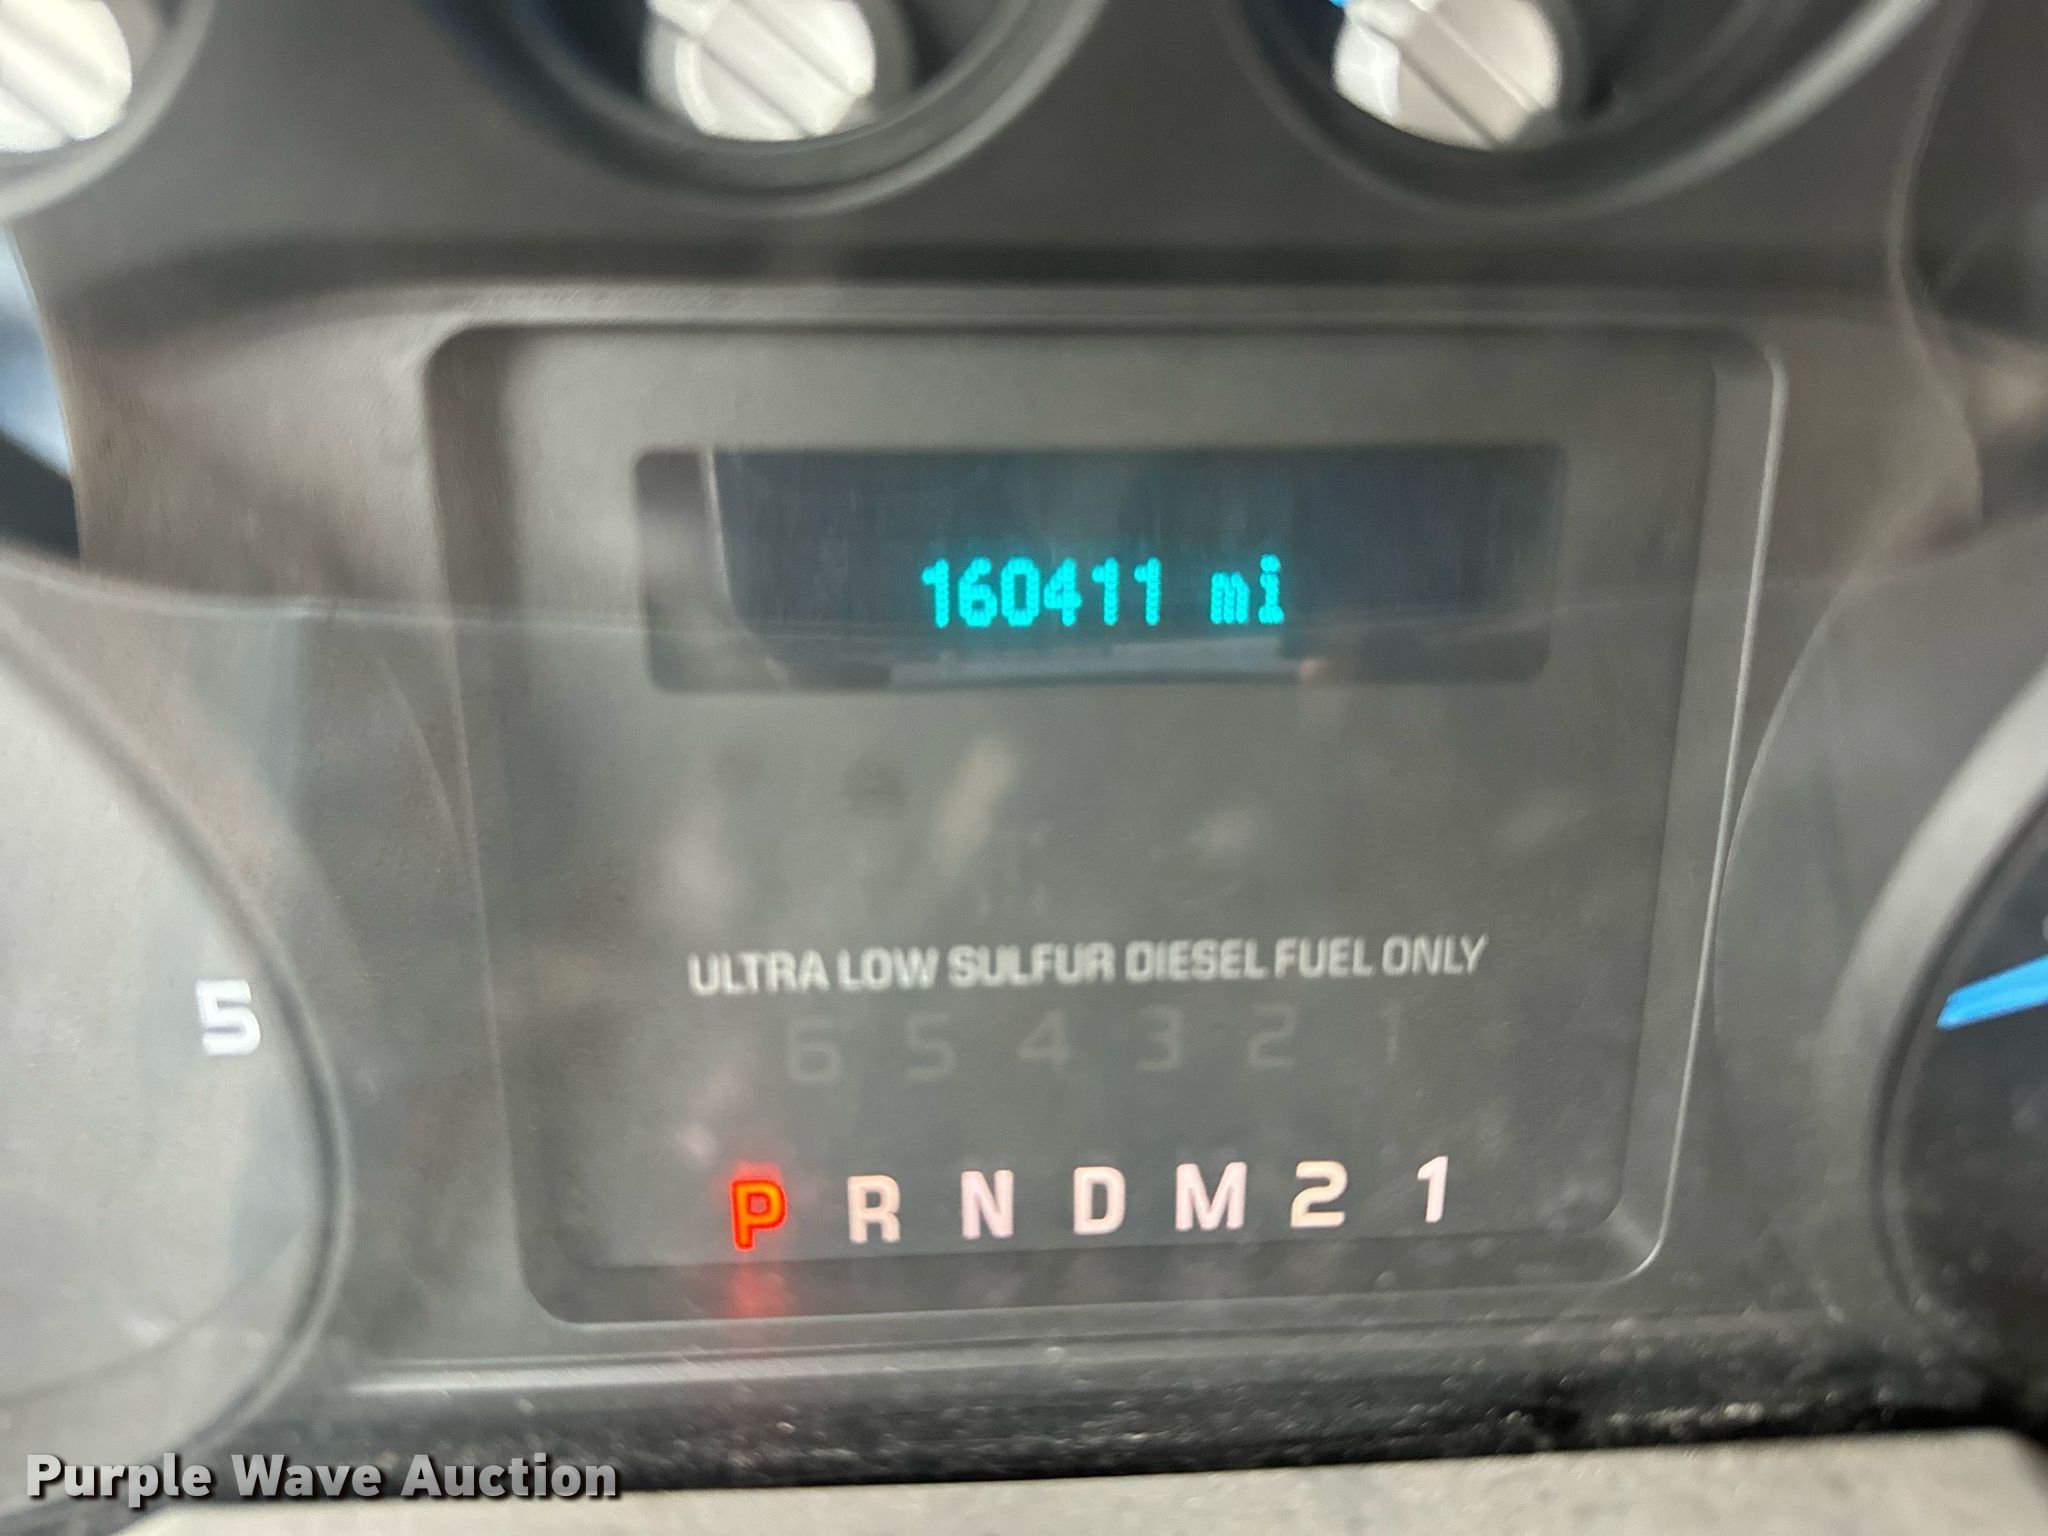 160411 mi
ULTRA LOW SULFUR DIESEL FUEL ONLY
6 5 4 3 2 1
5
P R N D M 2 1
Purple Wave Auction